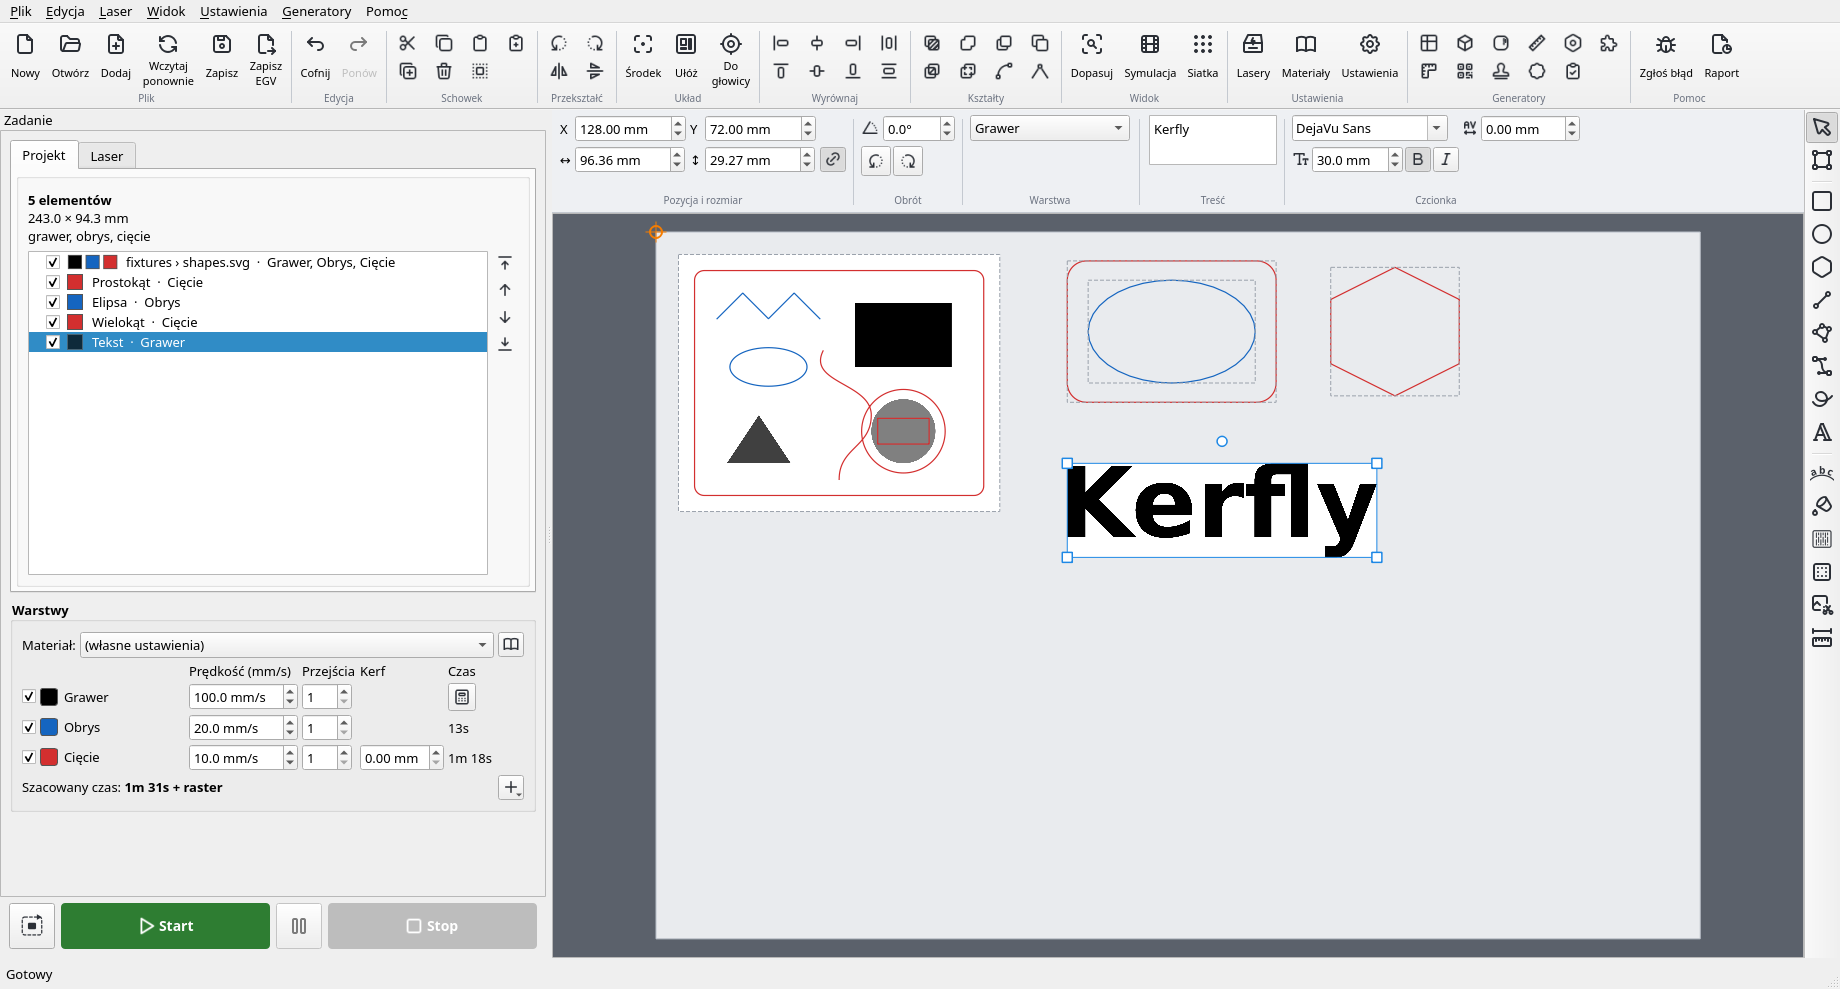 Plik Edycja Laser Widok Ustawienia Generatory Pomoc
Nowy Otwórz Dodaj Wczytaj ponownie Zapisz Zapisz EGV Cofnij Ponów Środek Ułóż Do głowicy Dopasuj Symulacja Siatka Lasery Materiały Ustawienia Zgłoś błąd Raport
Plik Edycja Schowek Przekształć Układ Wyrównaj Kształty Widok Ustawienia Generatory Pomoc
Zadanie
Projekt Laser
5 elementów
243.0 × 94.3 mm
grawer, obrys, cięcie
fixtures › shapes.svg · Grawer, Obrys, Cięcie
Prostokąt · Cięcie
Elipsa · Obrys
Wielokąt · Cięcie
Tekst · Grawer
Warstwy
Materiał: (własne ustawienia)
Prędkość (mm/s) Przejścia Kerf Czas
Grawer 100.0 mm/s 1
Obrys 20.0 mm/s 1 13s
Cięcie 10.0 mm/s 1 0.00 mm 1m 18s
Szacowany czas: 1m 31s + raster
Start Stop
Gotowy
X 128.00 mm Y 72.00 mm 0.0° Grawer Kerfly DejaVu Sans AV 0.00 mm
96.36 mm 29.27 mm Tт 30.0 mm B I
Pozycja i rozmiar Obrót Warstwa Treść Czcionka
Kerfly
A
abc